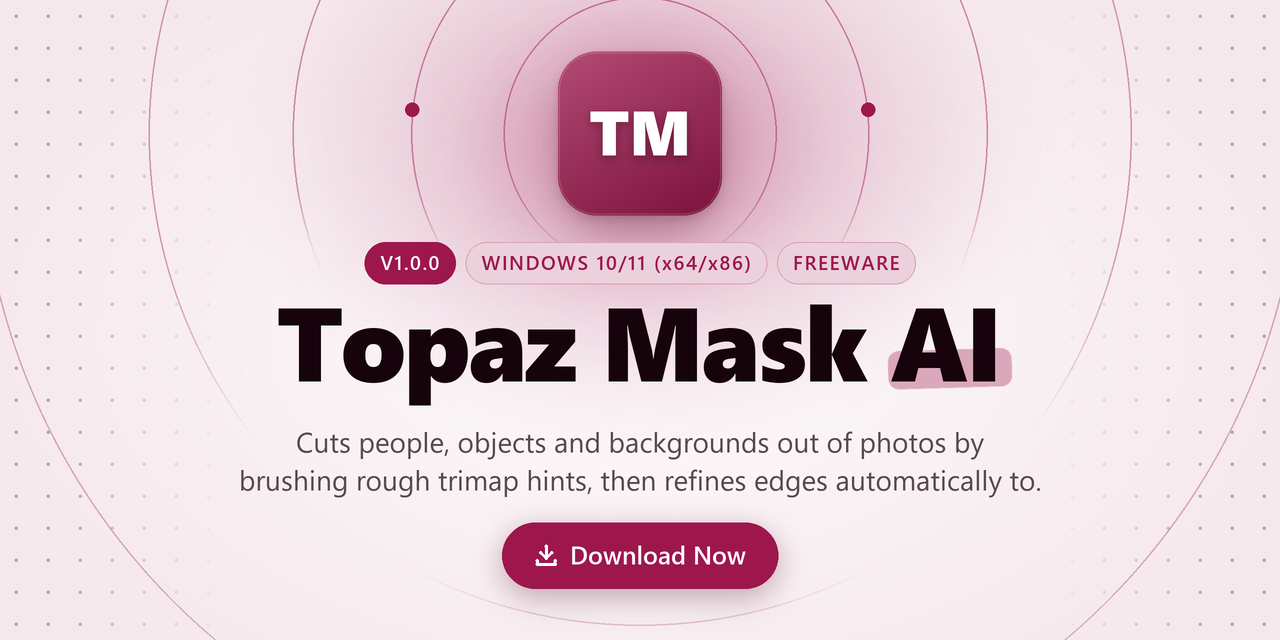 TM
V1.0.0
WINDOWS 10/11 (x64/x86)
FREEWARE
Topaz Mask AI
Cuts people, objects and backgrounds out of photos by
brushing rough trimap hints, then refines edges automatically to.
Download Now